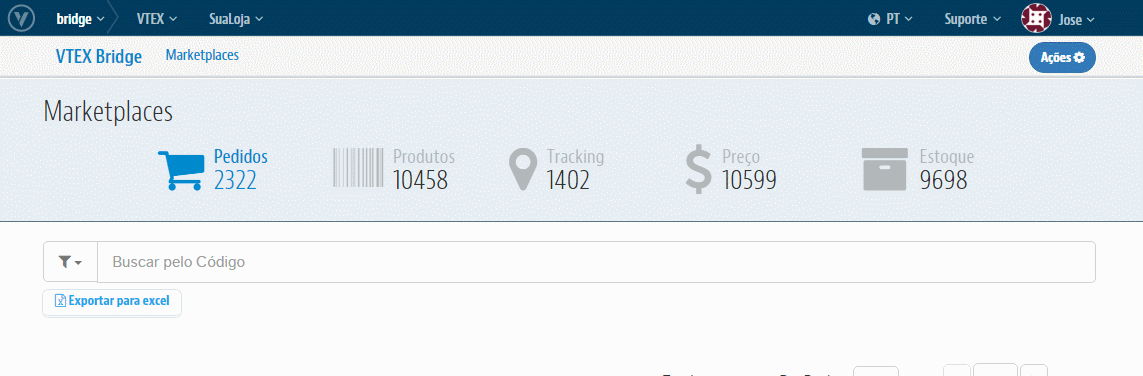 bridge VTEX SuaLoja PT Suporte Jose
VTEX Bridge Marketplaces Ações
Marketplaces
Pedidos Produtos Tracking Preço Estoque
2322 10458 1402 10599 9698
Buscar pelo Código
Exportar para excel